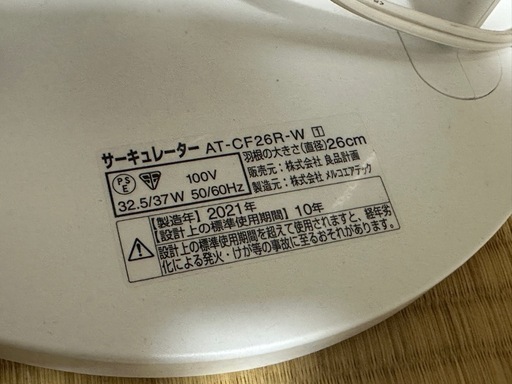 サーキュレーター AT-CF26R-W 1
羽根の大きさ(直径)26cm
PSE
100V
32.5/37W 50/60Hz
販売元：株式会社 良品計画
製造元：株式会社 メルコエアテック
【製造年】2021年
【設計上の標準使用期間】10年
設計上の標準使用期間を超えて使用されますと、経年劣
化による発火・けが等の事故に至るおそれがあります。